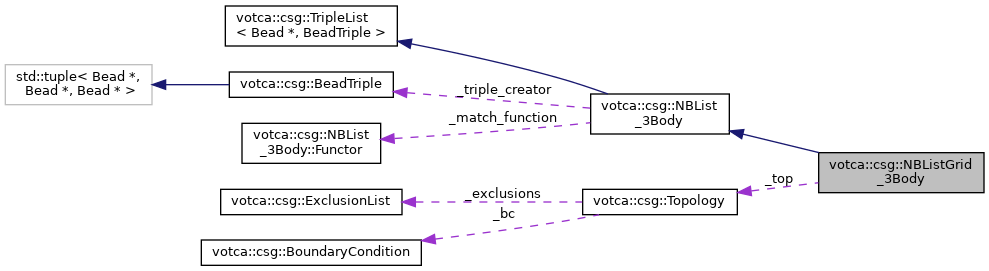 votca::csg::TripleList
< Bead *, BeadTriple >
std::tuple< Bead *,
Bead *, Bead * >
votca::csg::BeadTriple
_triple_creator
votca::csg::NBList
_3Body
_match_function
votca::csg::NBList
_3Body::Functor
votca::csg::NBListGrid
_3Body
_top
votca::csg::ExclusionList
_exclusions
votca::csg::Topology
_bc
votca::csg::BoundaryCondition